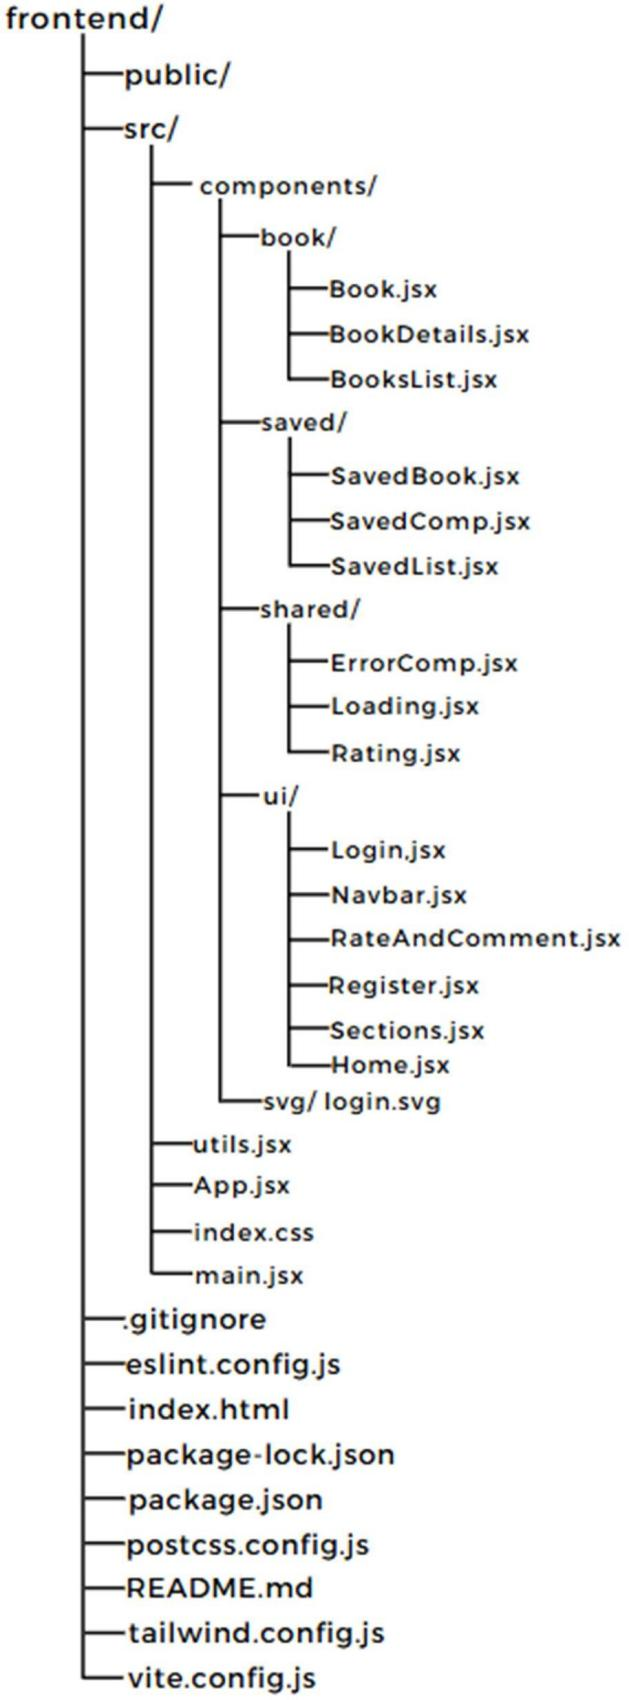 frontend/
public/
src/
components/
book/
Book.jsx
BookDetails.jsx
BooksList.jsx
saved/
SavedBook.jsx
SavedComp.jsx
SavedList.jsx
shared/
ErrorComp.jsx
Loading.jsx
Rating.jsx
ui/
Login,jsx
Navbar.jsx
RateAndComment.jsx
Register.jsx
Sections.jsx
Home.jsx
svg/ login.svg
utils.jsx
App.jsx
index.css
main.jsx
.gitignore
eslint.config.js
index.html
package-lock.json
package.json
postcss.config.js
README.md
tailwind.config.js
vite.config.js